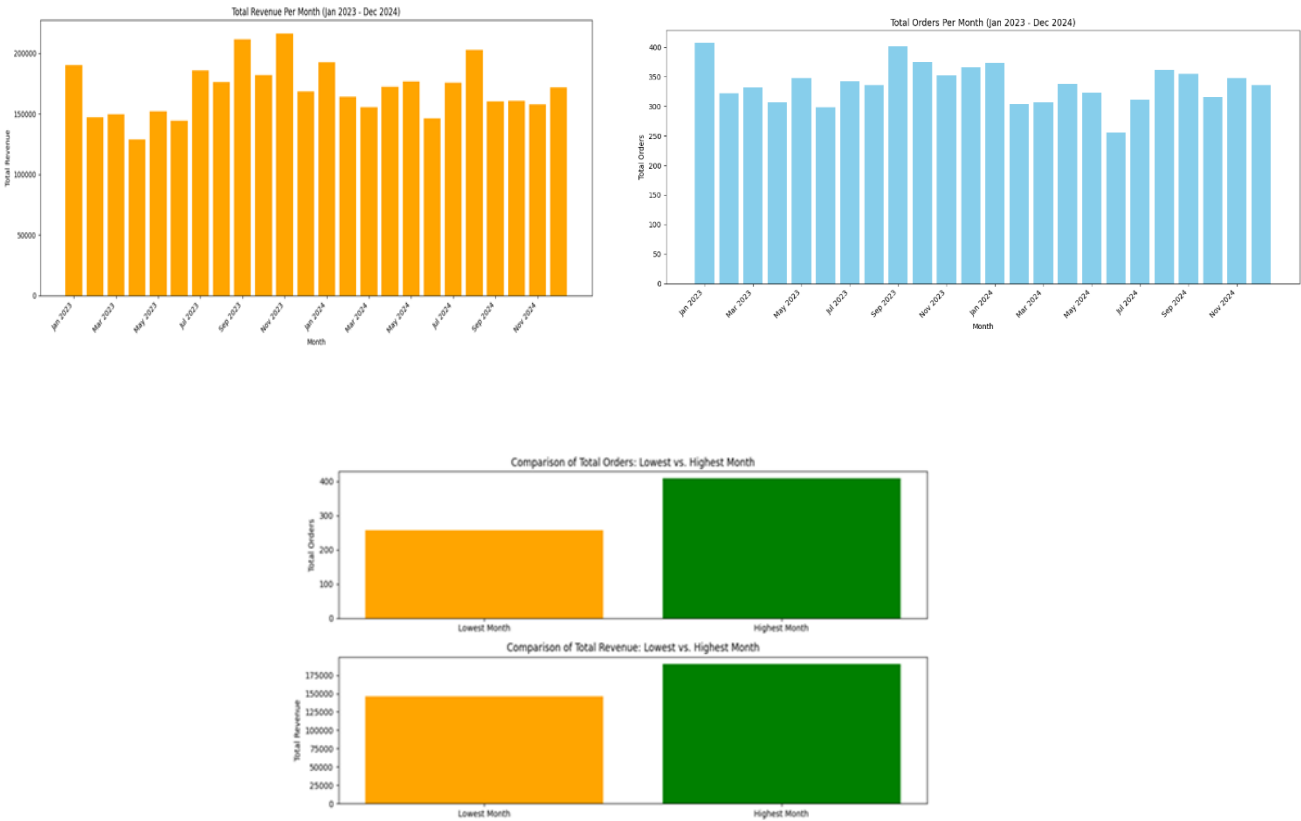 Total Revenue Per Month (Jan 2023 - Dec 2024)
Total Revenue
200000
150000
100000
50000
0
Jan 2023
Mar 2023
May 2023
Jul 2023
Sep 2023
Nov 2023
Jan 2024
Mar 2024
May 2024
Jul 2024
Sep 2024
Nov 2024
Month
Total Orders Per Month (Jan 2023 - Dec 2024)
Total Orders
400
350
300
250
200
150
100
50
0
Jan 2023
Mar 2023
May 2023
Jul 2023
Sep 2023
Nov 2023
Jan 2024
Mar 2024
May 2024
Jul 2024
Sep 2024
Nov 2024
Month
Comparison of Total Orders: Lowest vs. Highest Month
Total Orders
400
300
200
100
0
Lowest Month
Highest Month
Comparison of Total Revenue: Lowest vs. Highest Month
Total Revenue
175000
150000
125000
100000
75000
50000
25000
0
Lowest Month
Highest Month